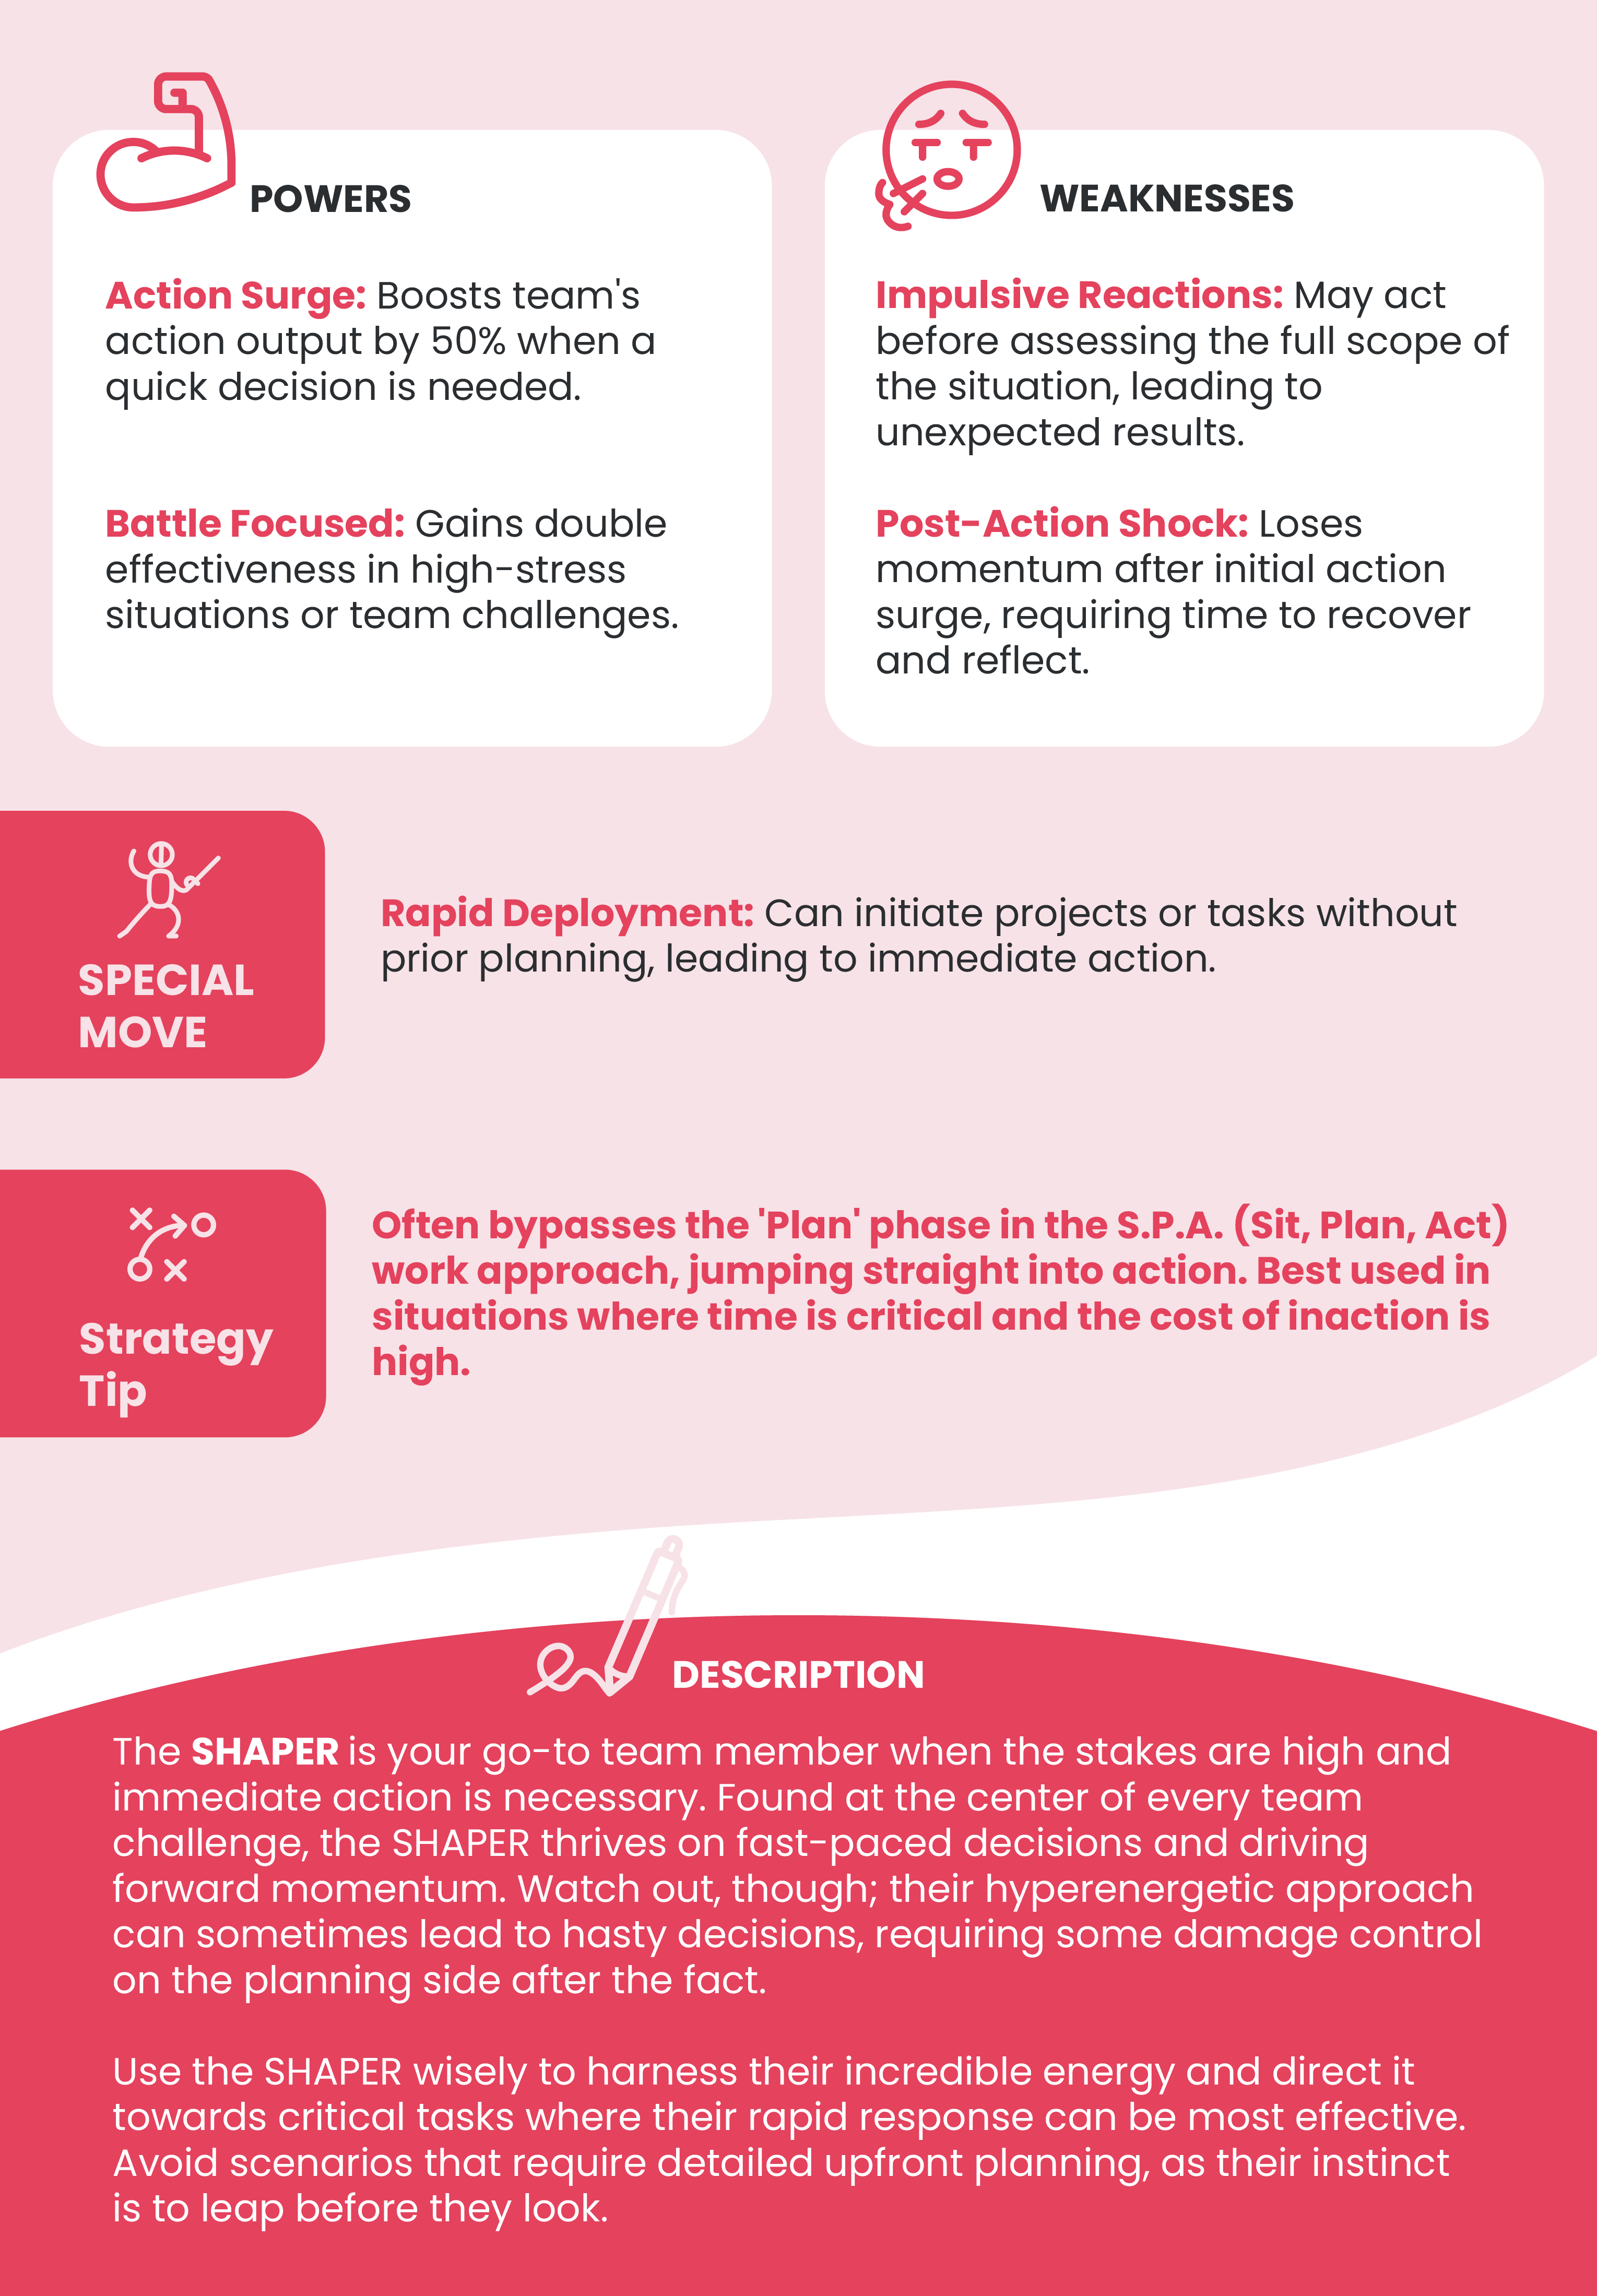 POWERS
Action Surge: Boosts team's
action output by 50% when a
quick decision is needed.
Battle Focused: Gains double
effectiveness in high-stress
situations or team challenges.
WEAKNESSES
Impulsive Reactions: May act
before assessing the full scope of
the situation, leading to
unexpected results.
Post-Action Shock: Loses
momentum after initial action
surge, requiring time to recover
and reflect.
SPECIAL
MOVE
Rapid Deployment: Can initiate projects or tasks without
prior planning, leading to immediate action.
Strategy
Tip
Often bypasses the 'Plan' phase in the S.P.A. (Sit, Plan, Act)
work approach, jumping straight into action. Best used in
situations where time is critical and the cost of inaction is
high.
DESCRIPTION
The SHAPER is your go-to team member when the stakes are high and
immediate action is necessary. Found at the center of every team
challenge, the SHAPER thrives on fast-paced decisions and driving
forward momentum. Watch out, though; their hyperenergetic approach
can sometimes lead to hasty decisions, requiring some damage control
on the planning side after the fact.
Use the SHAPER wisely to harness their incredible energy and direct it
towards critical tasks where their rapid response can be most effective.
Avoid scenarios that require detailed upfront planning, as their instinct
is to leap before they look.